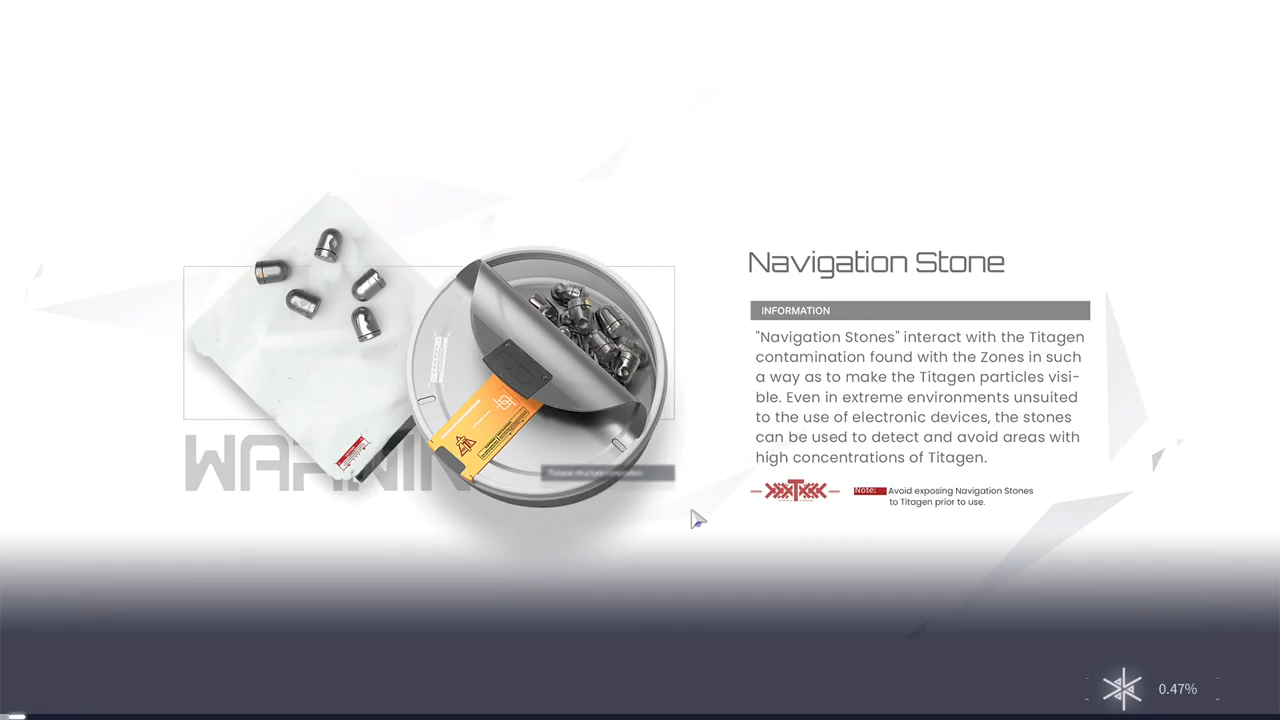 Navigation Stone
INFORMATION
"Navigation Stones" interact with the Titagen
contamination found with the Zones in such
a way as to make the Titagen particles visi-
ble. Even in extreme environments unsuited
to the use of electronic devices, the stones
can be used to detect and avoid areas with
high concentrations of Titagen.
Note: Avoid exposing Navigation Stones
to Titagen prior to use.
WARNIN
0.47%